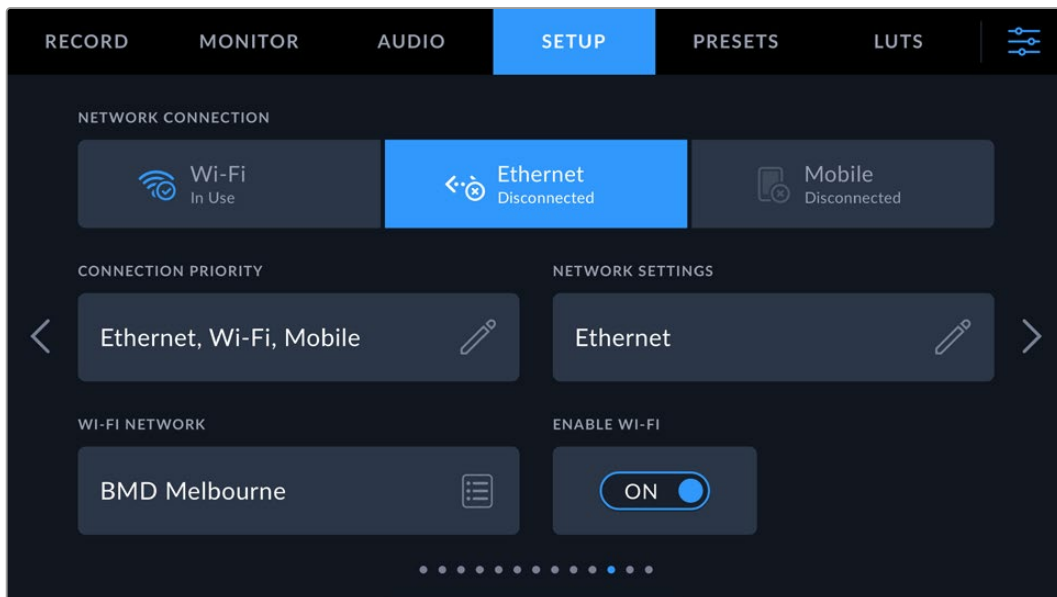 RECORD MONITOR AUDIO SETUP PRESETS LUTS
NETWORK CONNECTION
Wi-Fi
In Use
Ethernet
Disconnected
Mobile
Disconnected
CONNECTION PRIORITY
Ethernet, Wi-Fi, Mobile
NETWORK SETTINGS
Ethernet
WI-FI NETWORK
BMD Melbourne
ENABLE WI-FI
ON